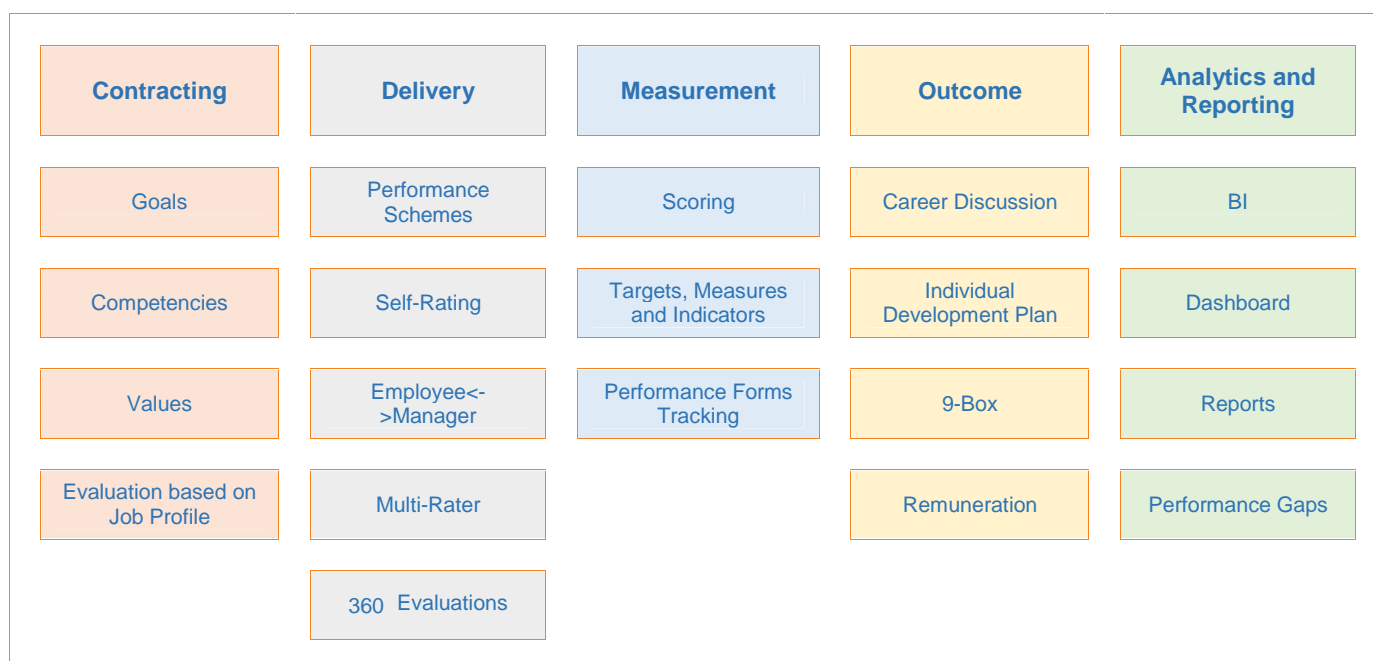 Contracting
Delivery
Measurement
Outcome
Analytics and
Reporting
Goals
Performance
Schemes
Scoring
Career Discussion
BI
Competencies
Self-Rating
Targets, Measures
and Indicators
Individual
Development Plan
Dashboard
Values
Employee<-
>Manager
Performance Forms
Tracking
9-Box
Reports
Evaluation based on
Job Profile
Multi-Rater
Remuneration
Performance Gaps
360 Evaluations